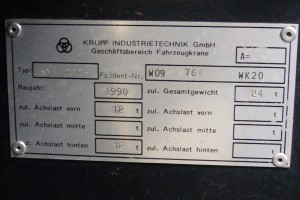 KRUPP INDUSTRIETECHNIK GmbH
Geschäftsbereich Fahrzeugkrane
A=
Typ Fz.Ident-Nr. W09 764 WK20
Baujahr: 1990 zul. Gesamtgewicht 24 t
zul. Achslast vorn 12 t zul. Achslast vorn t
zul. Achslast mitte t zul. Achslast mitte t
zul. Achslast hinten t zul. Achslast hinten t